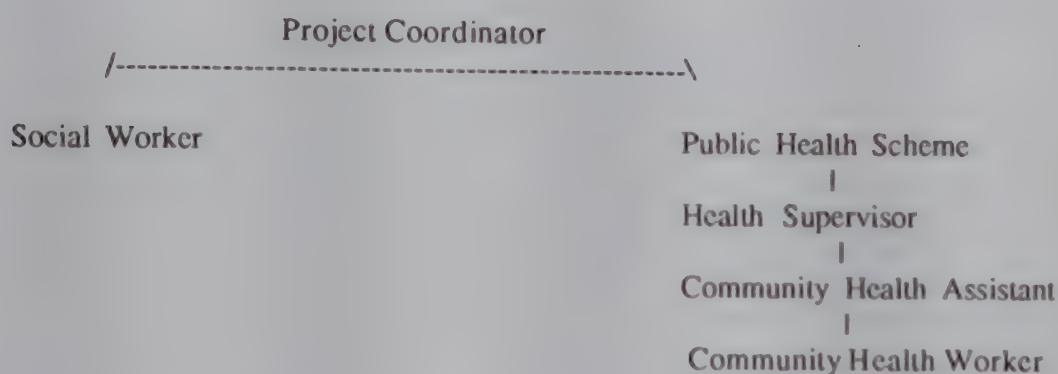 Project Coordinator
/-----------------------------------------------------\
Social Worker
Public Health Scheme
|
Health Supervisor
|
Community Health Assistant
|
Community Health Worker